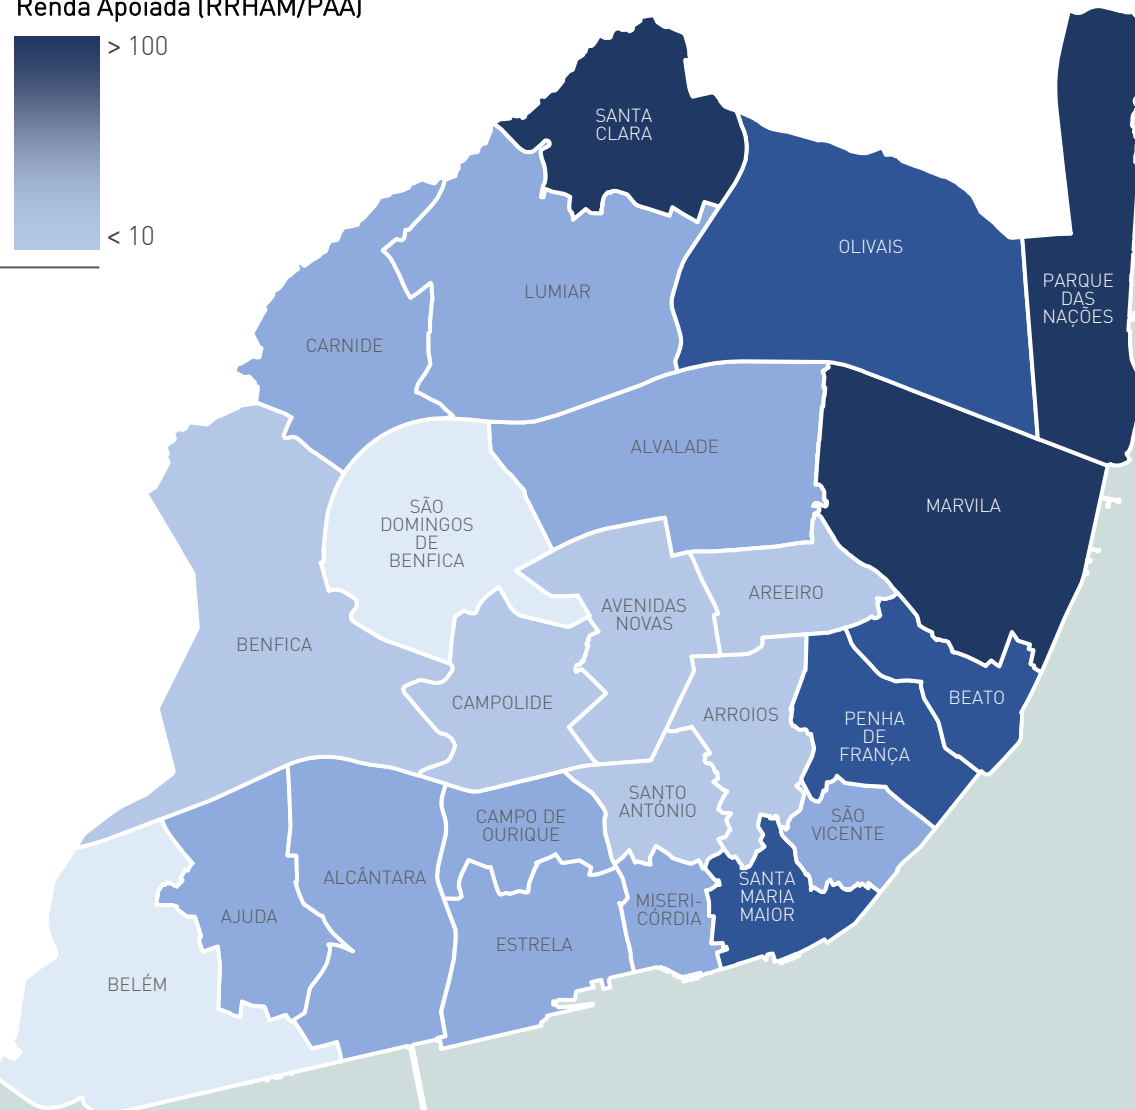 Renda Apoiada (RRHAM/PAA)
> 100
< 10
SANTA
CLARA
OLIVAIS
PARQUE
DAS
NAÇÕES
LUMIAR
CARNIDE
ALVALADE
MARVILA
SÃO
DOMINGOS
DE
BENFICA
AREEIRO
AVENIDAS
NOVAS
BENFICA
CAMPOLIDE
ARROIOS
BEATO
PENHA
DE
FRANÇA
SANTO
ANTÓNIO
CAMPO DE
OURIQUE
SÃO
VICENTE
ALCÂNTARA
SANTA
MARIA
MAIOR
MISERI-
CÓRDIA
AJUDA
ESTRELA
BELÉM